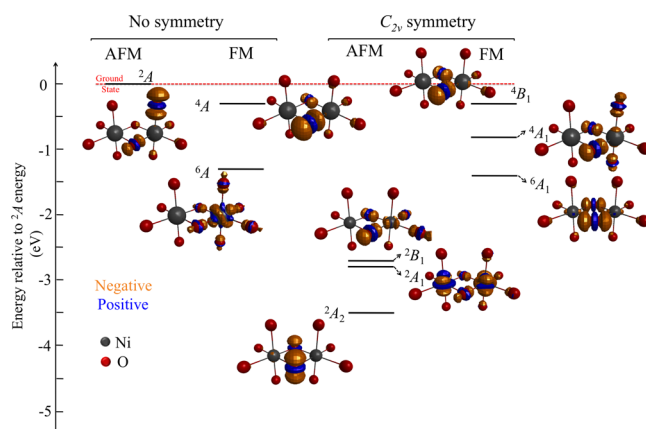 No symmetry
C2v symmetry
AFM
FM
AFM
FM
Ground
State
²A
⁴A
⁶A
⁴B₁
⁴A₁
⁶A₁
²B₁
²A₁
²A₂
Energy relative to ²A energy
(eV)
0
-1
-2
-3
-4
-5
Negative
Positive
Ni
O